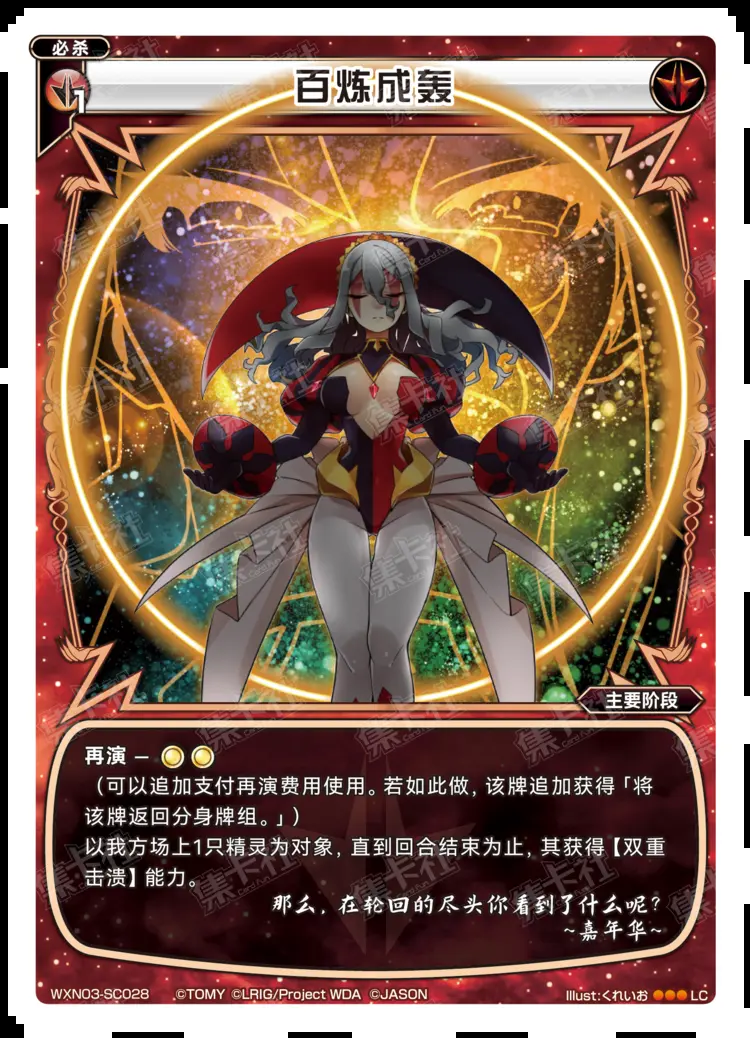 必杀
1
百炼成轰
主要阶段
再演 –
（可以追加支付再演费用使用。若如此做，该牌追加获得「将
该牌返回分身牌组。」）
以我方场上1只精灵为对象，直到回合结束为止，其获得【双重
击溃】能力。
那么，在轮回的尽头你看到了什么呢？
~嘉年华~
WXN03-SC028 ©TOMY ©LRIG/Project WDA ©JASON
Illust:くれいお LC
集卡社